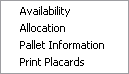 Availability
Allocation
Pallet Information
Print Placards